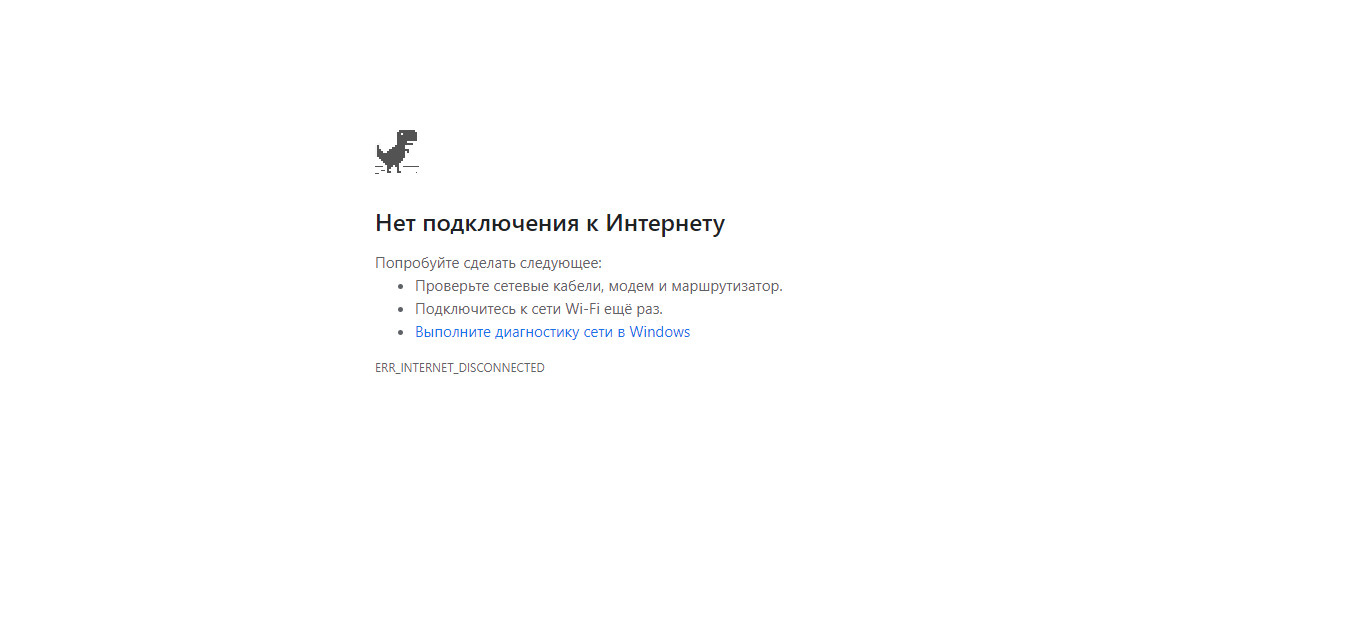 Нет подключения к Интернету
Попробуйте сделать следующее:
Проверьте сетевые кабели, модем и маршрутизатор.
Подключитесь к сети Wi-Fi ещё раз.
Выполните диагностику сети в Windows
ERR_INTERNET_DISCONNECTED